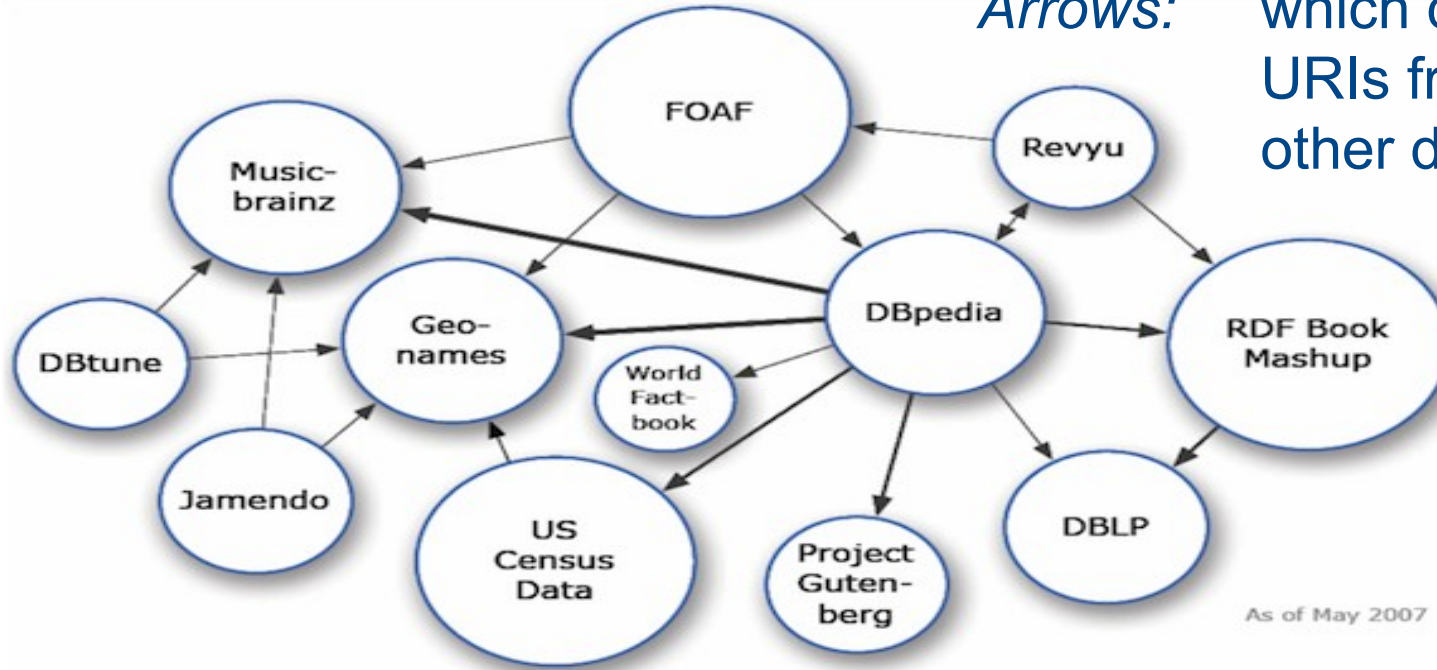 Arrows: which
URIs
other
FOAF
Revyu
Music-
brainz
DBpedia
Geo-
names
RDF Book
Mashup
DBtune
World
Fact-
book
Jamendo
US
Census
Data
Project
Guten-
berg
DBLP
As of May 2007